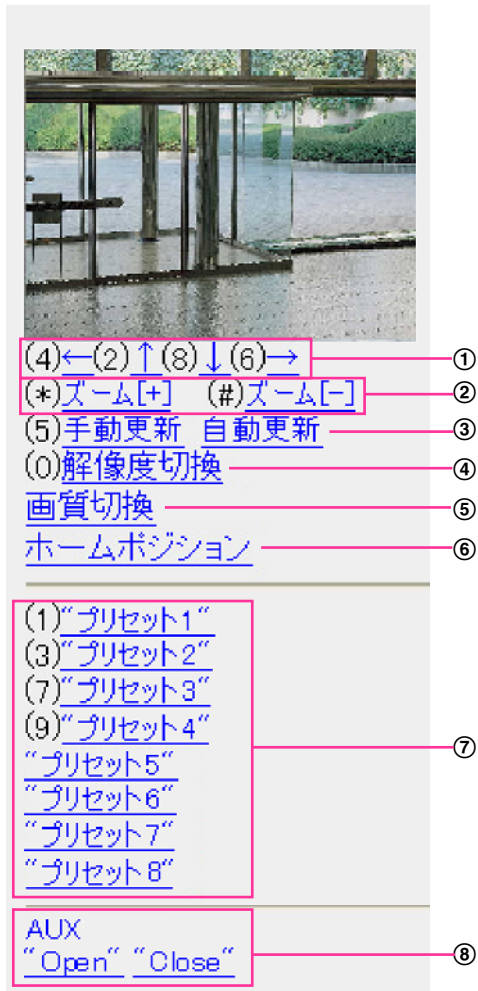 (4)←(2)↑(8)↓(6)→ ①
(*)ズーム[+] (#)ズーム[−] ②
(5)手動更新 自動更新 ③
(0)解像度切換 ④
画質切換 ⑤
ホームポジション ⑥
(1)"プリセット1"
(3)"プリセット2"
(7)"プリセット3"
(9)"プリセット4" ⑦
"プリセット5"
"プリセット6"
"プリセット7"
"プリセット8"
AUX
"Open" "Close" ⑧